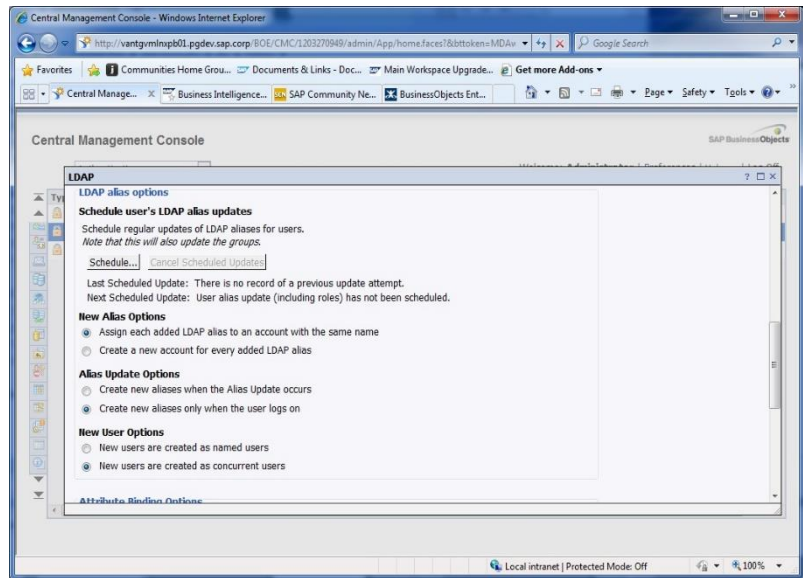 Central Management Console - Windows Internet Explorer
http://vantgvmlnxpb01.pgdev.sap.corp/BOE/CMC/1203270949/admin/App/home.faces?&bttoken=MDAw
Google Search
Favorites
Communities Home Grou...
Documents & Links - Doc...
Main Workspace Upgrade...
Get more Add-ons
Central Manage...
Business Intelligence...
SAP Community Ne...
BusinessObjects Ent...
Page
Safety
Tools
Central Management Console
SAP BusinessObjects
LDAP
LDAP alias options
Schedule user's LDAP alias updates
Schedule regular updates of LDAP aliases for users.
Note that this will also update the groups.
Schedule... Cancel Scheduled Updates
Last Scheduled Update: There is no record of a previous update attempt.
Next Scheduled Update: User alias update (including roles) has not been scheduled.
New Alias Options
Assign each added LDAP alias to an account with the same name
Create a new account for every added LDAP alias
Alias Update Options
Create new aliases when the Alias Update occurs
Create new aliases only when the user logs on
New User Options
New users are created as named users
New users are created as concurrent users
Attribute Binding Options
Local intranet | Protected Mode: Off
100%